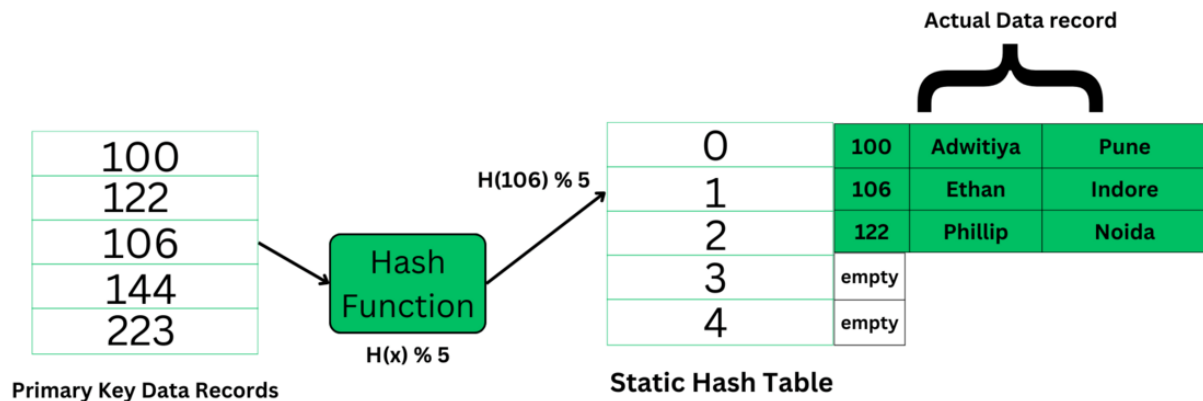 Actual Data record
100
122
106
144
223
Primary Key Data Records
Hash
Function
H(x) % 5
H(106) % 5
0 100 Adwitiya Pune
1 106 Ethan Indore
2 122 Phillip Noida
3 empty
4 empty
Static Hash Table